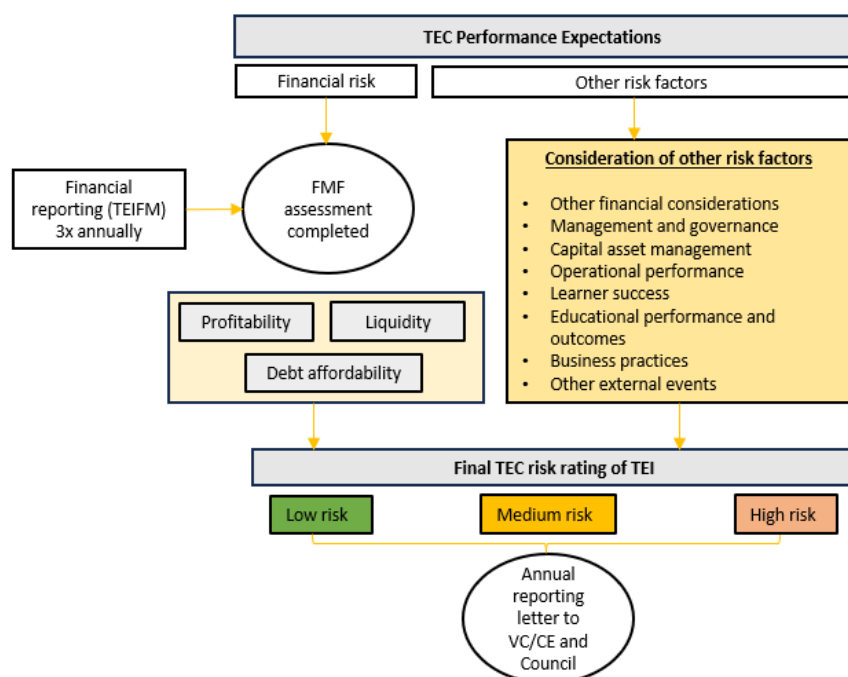 TEC Performance Expectations
Financial risk
Other risk factors
Financial
reporting (TEIFM)
3x annually
FMF
assessment
completed
Consideration of other risk factors
• Other financial considerations
• Management and governance
• Capital asset management
• Operational performance
• Learner success
• Educational performance and
outcomes
• Business practices
• Other external events
Profitability
Liquidity
Debt affordability
Final TEC risk rating of TEI
Low risk
Medium risk
High risk
Annual
reporting
letter to
VC/CE and
Council